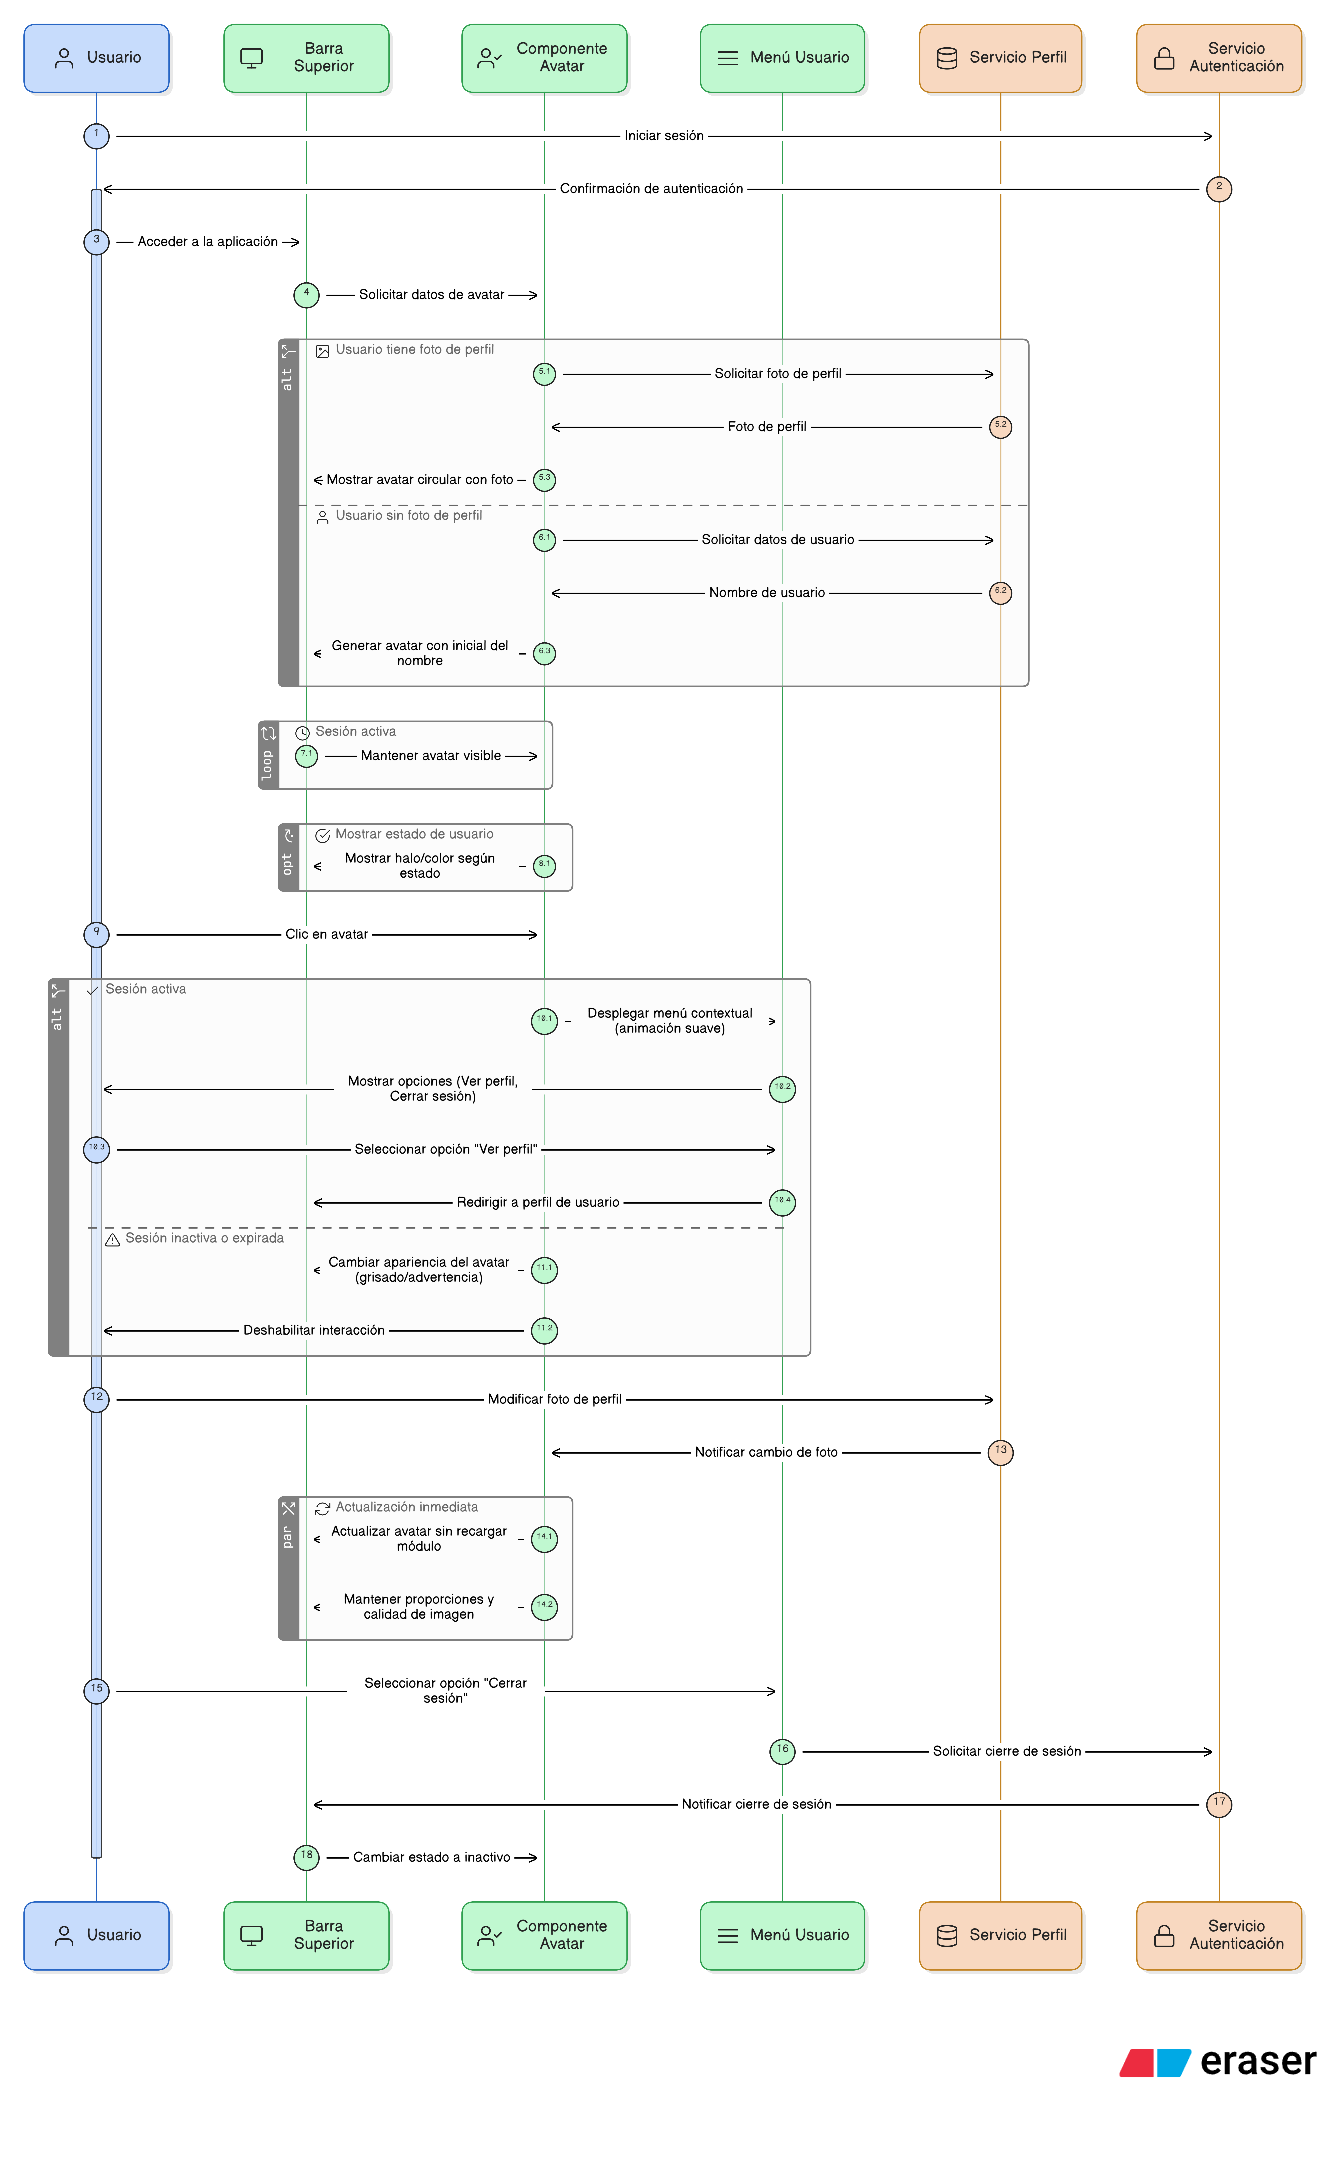 Usuario
Barra
Superior
Componente
Avatar
Menú Usuario
Servicio Perfil
Servicio
Autenticación
1
Iniciar sesión
Confirmación de autenticación
2
3
Acceder a la aplicación
4
Solicitar datos de avatar
alt
Usuario tiene foto de perfil
5.1
Solicitar foto de perfil
Foto de perfil
5.2
Mostrar avatar circular con foto
5.3
Usuario sin foto de perfil
6.1
Solicitar datos de usuario
Nombre de usuario
6.2
Generar avatar con inicial del
nombre
6.3
loop
Sesión activa
7.1
Mantener avatar visible
opt
Mostrar estado de usuario
Mostrar halo/color según
estado
8.1
9
Clic en avatar
alt
Sesión activa
10.1
Desplegar menú contextual
(animación suave)
Mostrar opciones (Ver perfil,
Cerrar sesión)
10.2
10.3
Seleccionar opción "Ver perfil"
Redirigir a perfil de usuario
10.4
Sesión inactiva o expirada
Cambiar apariencia del avatar
(grisado/advertencia)
11.1
Deshabilitar interacción
11.2
12
Modificar foto de perfil
Notificar cambio de foto
13
par
Actualización inmediata
Actualizar avatar sin recargar
módulo
14.1
Mantener proporciones y
calidad de imagen
14.2
15
Seleccionar opción "Cerrar
sesión"
16
Solicitar cierre de sesión
Notificar cierre de sesión
17
18
Cambiar estado a inactivo
Usuario
Barra
Superior
Componente
Avatar
Menú Usuario
Servicio Perfil
Servicio
Autenticación
eraser